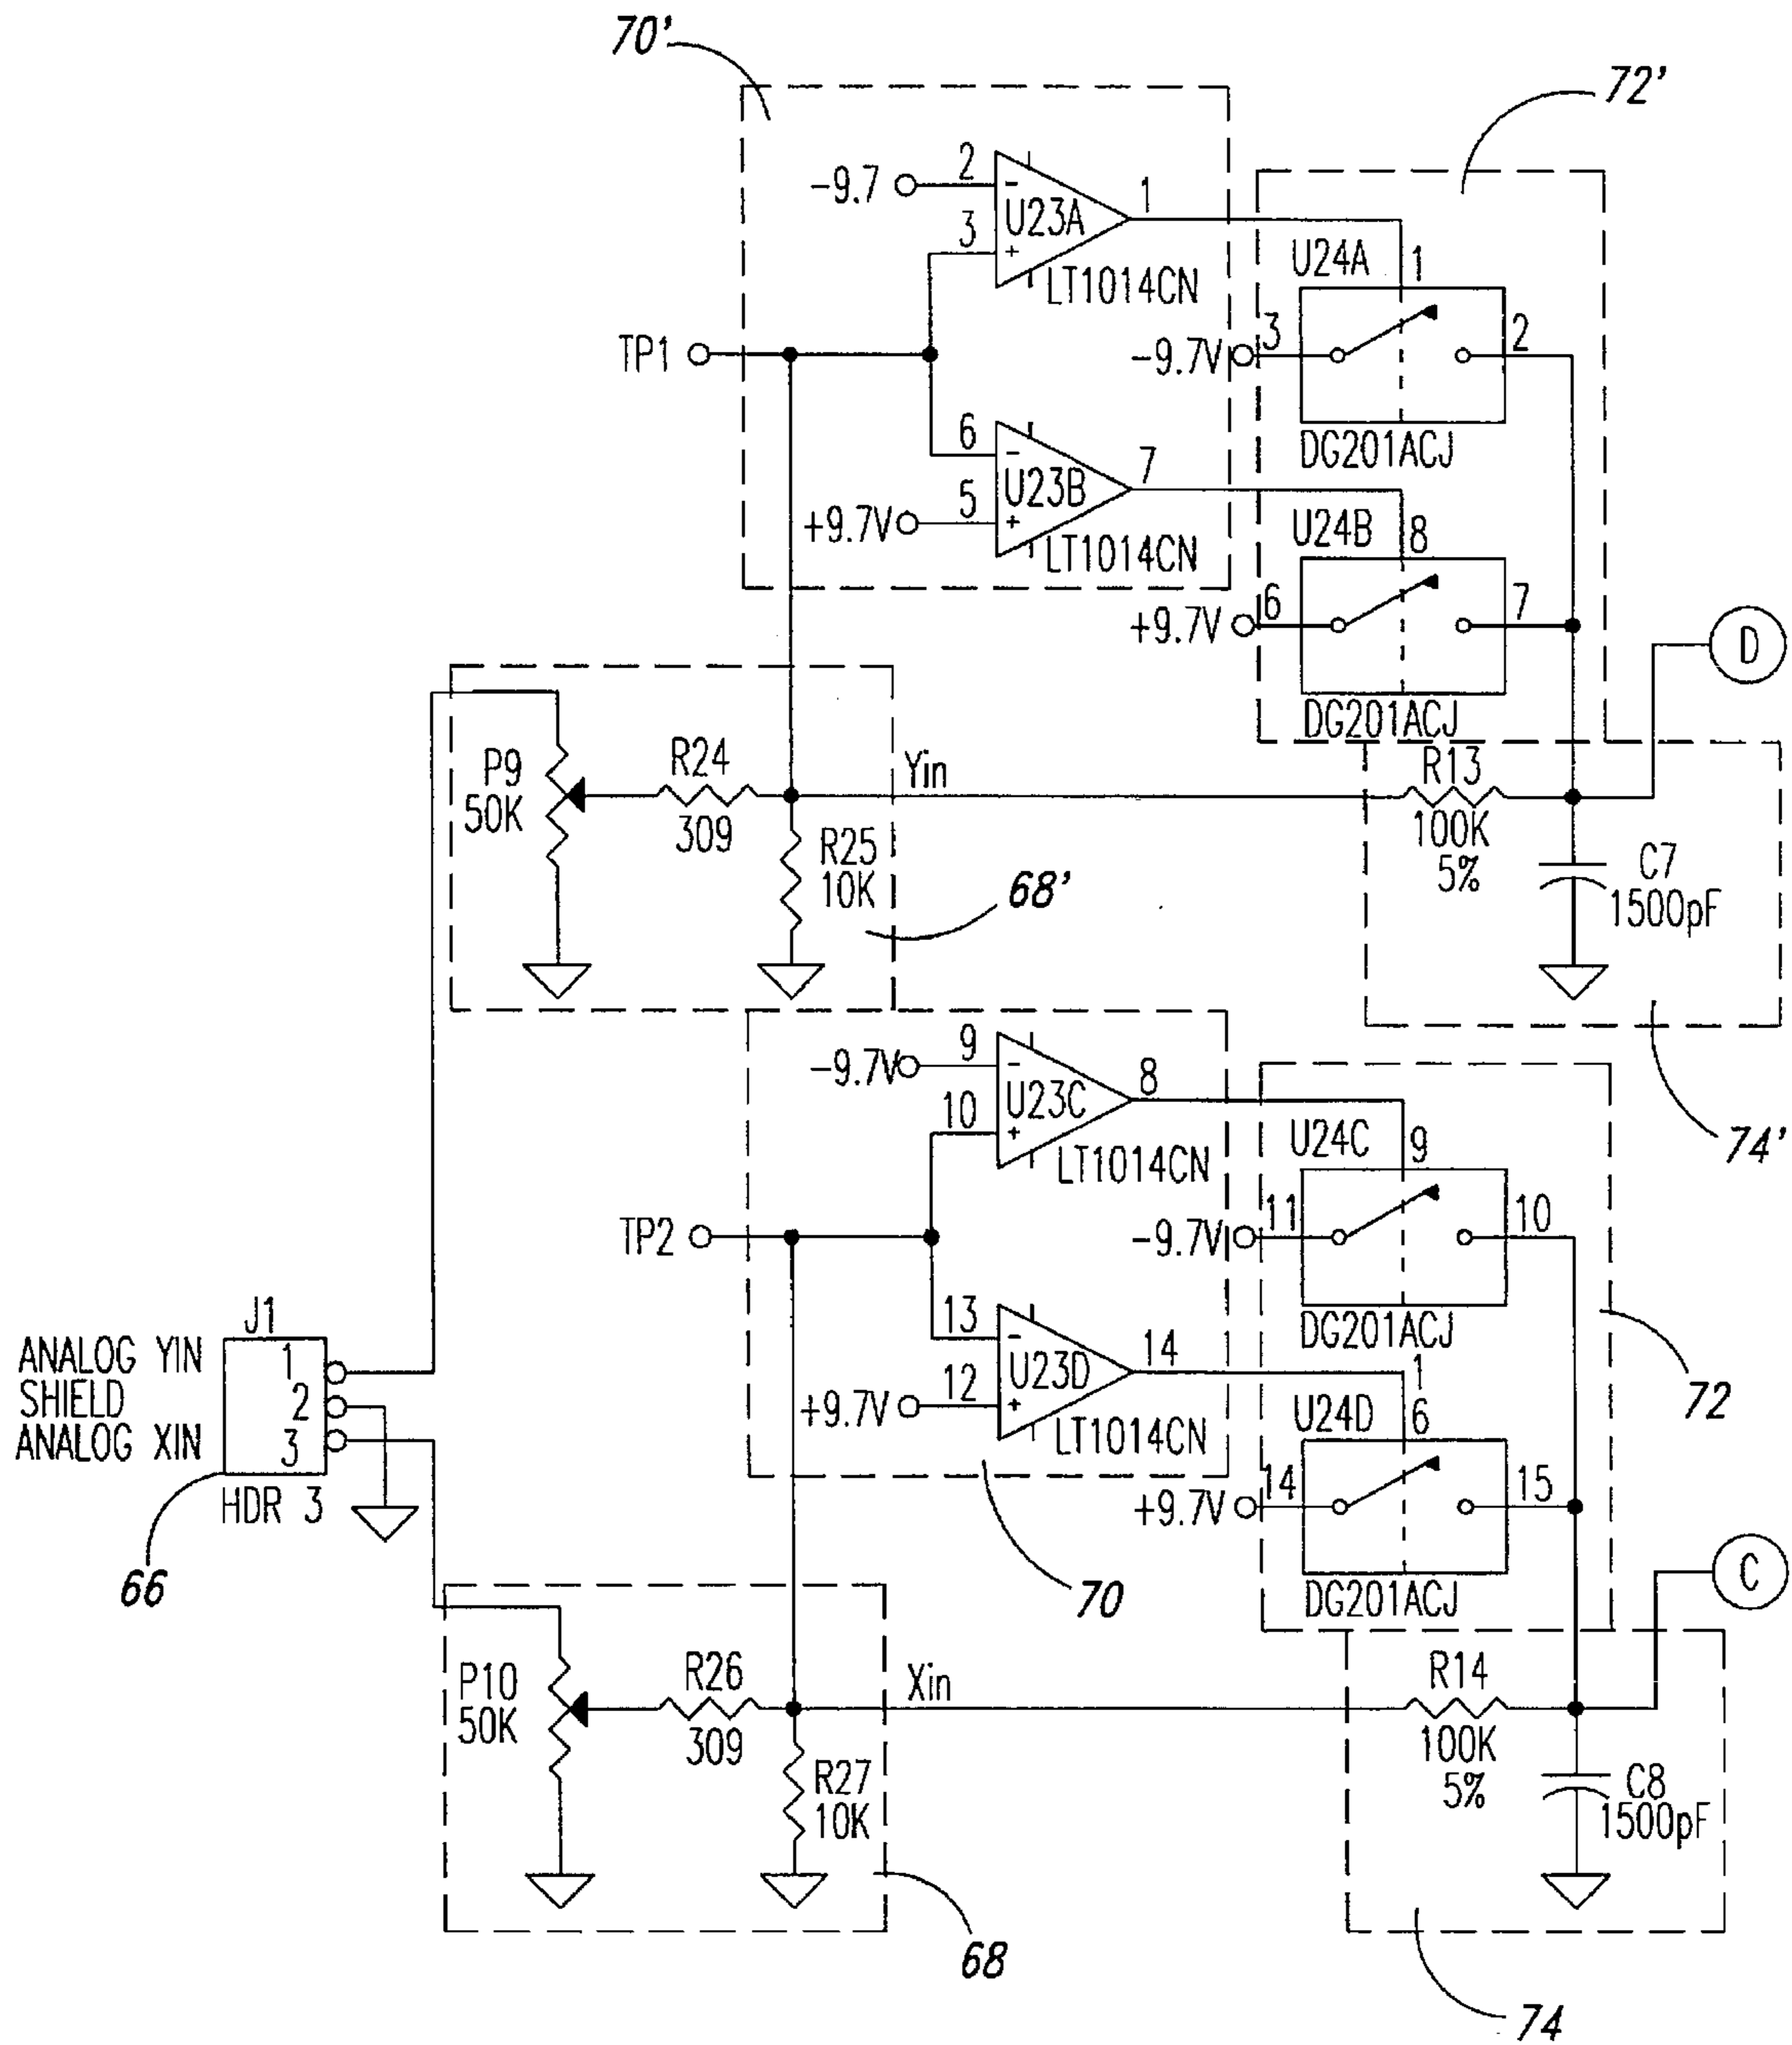 70'
72'
-9.7
2
-
3
U23A
+
1
LT1014CN
U24A
1
-9.7V
3
2
DG201ACJ
TP1
6
-
U23B
7
+9.7V
5
+
LT1014CN
U24B
8
+9.7V
6
7
DG201ACJ
D
P9
50K
R24
309
Yin
R25
10K
R13
100K
5%
C7
1500pF
68'
74'
-9.7V
9
-
10
U23C
+
8
LT1014CN
U24C
9
-9.7V
11
10
DG201ACJ
TP2
13
-
U23D
14
+9.7V
12
+
LT1014CN
1
U24D
6
+9.7V
14
15
DG201ACJ
72
70
J1
ANALOG YIN
1
SHIELD
2
ANALOG XIN
3
HDR 3
66
C
P10
50K
R26
309
Xin
R27
10K
R14
100K
5%
C8
1500pF
68
74